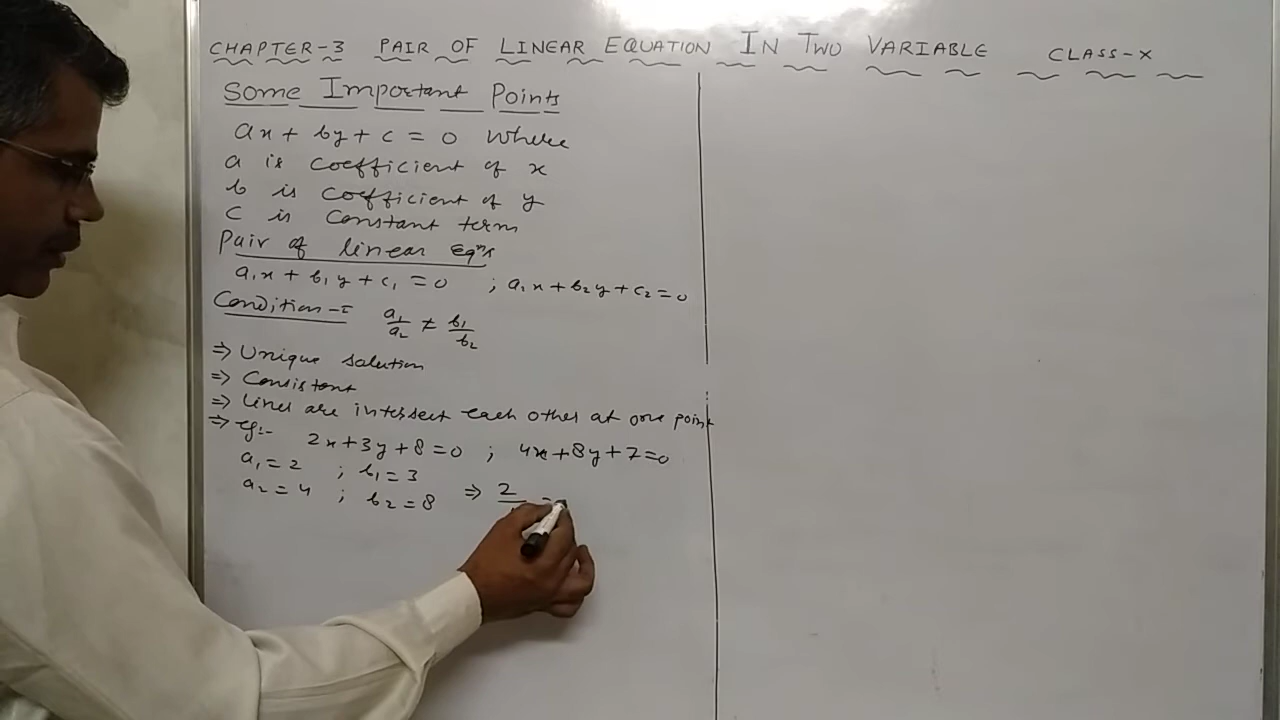 CHAPTER-3 PAIR OF LINEAR EQUATION IN TWO VARIABLE CLASS-X
Some Important Points
ax + by + c = 0 where
a is coefficient of x
b is coefficient of y
C is Constant term
Pair of linear Eqⁿs
a₁x + b₁y + c₁ = 0 ; a₂x + b₂y + c₂ = 0
Condition-I a₁/a₂ ≠ b₁/b₂
⇒ Unique solution
⇒ Consistent
⇒ Lines are intersect each other at one point
⇒ eg:- 2x+3y+8=0 ; 4x+8y+7=0
a₁ = 2 ; b₁ = 3
a₂ = 4 ; b₂ = 8 ⇒ 2